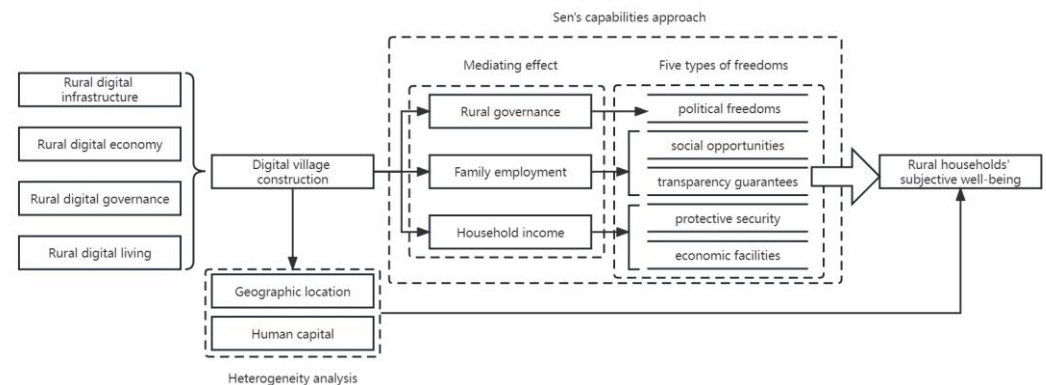 Sen's capabilities approach
Mediating effect
Five types of freedoms
Rural digital
infrastructure
Rural digital economy
Rural digital governance
Rural digital living
Digital village
construction
Rural governance
Family employment
Household income
political freedoms
social opportunities
transparency guarantees
protective security
economic facilities
Rural households'
subjective well-being
Geographic location
Human capital
Heterogeneity analysis